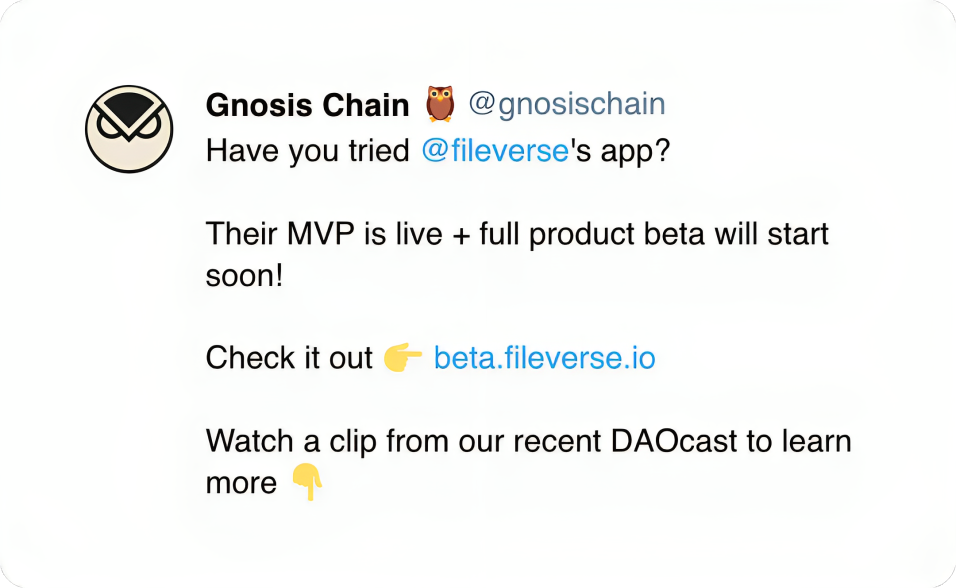 Gnosis Chain 🦉 @gnosischain
Have you tried @fileverse's app?
Their MVP is live + full product beta will start
soon!
Check it out 👉 beta.fileverse.io
Watch a clip from our recent DAOcast to learn
more 👇